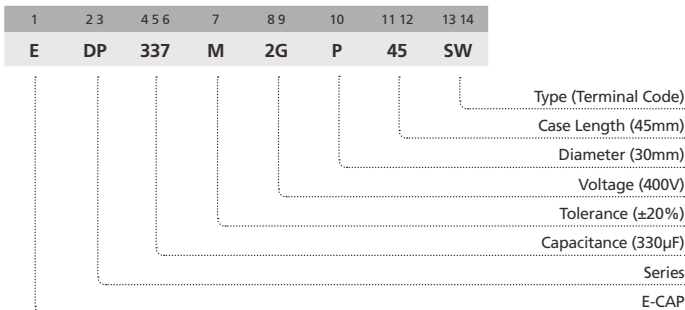 1 2 3 4 5 6 7 8 9 10 11 12 13 14
E DP 337 M 2G P 45 SW
Type (Terminal Code)
Case Length (45mm)
Diameter (30mm)
Voltage (400V)
Tolerance (±20%)
Capacitance (330µF)
Series
E-CAP